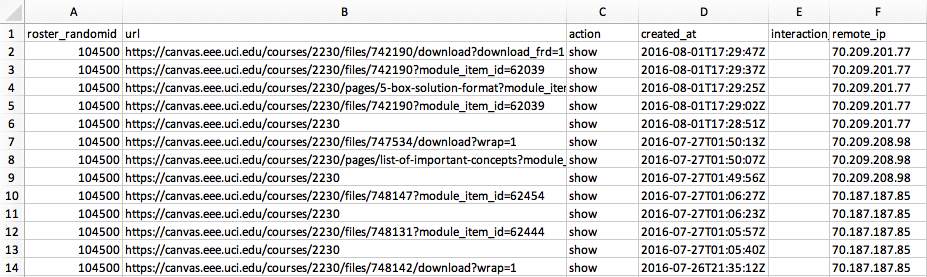 A B C D E F
1 roster_randomid url action created_at interaction_ remote_ip
2 104500 https://canvas.eee.uci.edu/courses/2230/files/742190/download?download_frd=1 show 2016-08-01T17:29:47Z 70.209.201.77
3 104500 https://canvas.eee.uci.edu/courses/2230/files/742190?module_item_id=62039 show 2016-08-01T17:29:37Z 70.209.201.77
4 104500 https://canvas.eee.uci.edu/courses/2230/pages/5-box-solution-format?module_iter show 2016-08-01T17:29:25Z 70.209.201.77
5 104500 https://canvas.eee.uci.edu/courses/2230/files/742190?module_item_id=62039 show 2016-08-01T17:29:02Z 70.209.201.77
6 104500 https://canvas.eee.uci.edu/courses/2230 show 2016-08-01T17:28:51Z 70.209.201.77
7 104500 https://canvas.eee.uci.edu/courses/2230/files/747534/download?wrap=1 show 2016-07-27T01:50:13Z 70.209.208.98
8 104500 https://canvas.eee.uci.edu/courses/2230/pages/list-of-important-concepts?module_ show 2016-07-27T01:50:07Z 70.209.208.98
9 104500 https://canvas.eee.uci.edu/courses/2230 show 2016-07-27T01:49:56Z 70.209.208.98
10 104500 https://canvas.eee.uci.edu/courses/2230/files/748147?module_item_id=62454 show 2016-07-27T01:06:27Z 70.187.187.85
11 104500 https://canvas.eee.uci.edu/courses/2230 show 2016-07-27T01:06:23Z 70.187.187.85
12 104500 https://canvas.eee.uci.edu/courses/2230/files/748131?module_item_id=62444 show 2016-07-27T01:05:57Z 70.187.187.85
13 104500 https://canvas.eee.uci.edu/courses/2230 show 2016-07-27T01:05:40Z 70.187.187.85
14 104500 https://canvas.eee.uci.edu/courses/2230/files/748142/download?wrap=1 show 2016-07-26T21:35:12Z 70.187.187.85